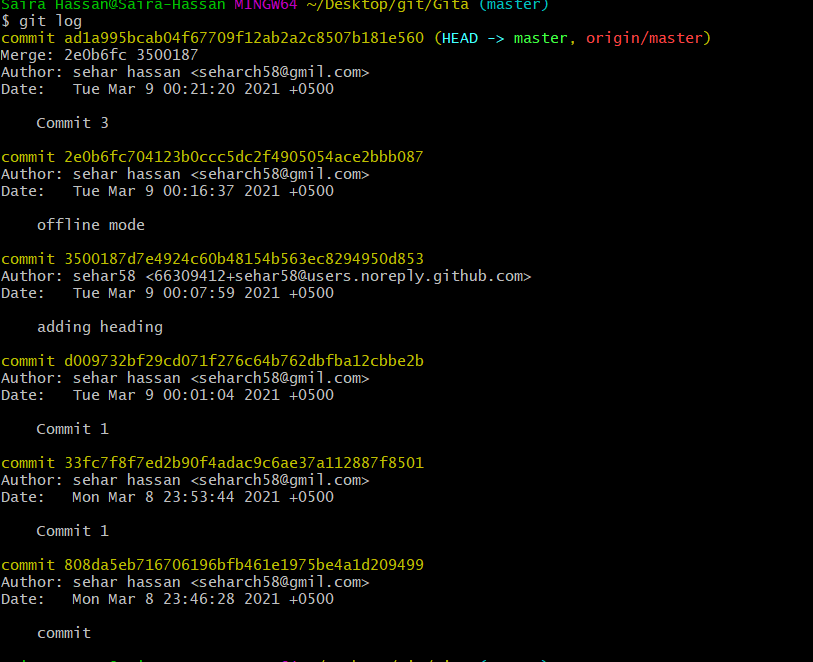 Saira Hassan@Saira-Hassan MINGW64 ~/Desktop/git/Gita (master)
$ git log
commit ad1a995bcab04f67709f12ab2a2c8507b181e560 (HEAD -> master, origin/master)
Merge: 2e0b6fc 3500187
Author: sehar hassan <seharch58@gmil.com>
Date:   Tue Mar 9 00:21:20 2021 +0500

    Commit 3

commit 2e0b6fc704123b0ccc5dc2f4905054ace2bbb087
Author: sehar hassan <seharch58@gmil.com>
Date:   Tue Mar 9 00:16:37 2021 +0500

    offline mode

commit 3500187d7e4924c60b48154b563ec8294950d853
Author: sehar58 <66309412+sehar58@users.noreply.github.com>
Date:   Tue Mar 9 00:07:59 2021 +0500

    adding heading

commit d009732bf29cd071f276c64b762dbfba12cbbe2b
Author: sehar hassan <seharch58@gmil.com>
Date:   Tue Mar 9 00:01:04 2021 +0500

    Commit 1

commit 33fc7f8f7ed2b90f4adac9c6ae37a112887f8501
Author: sehar hassan <seharch58@gmil.com>
Date:   Mon Mar 8 23:53:44 2021 +0500

    Commit 1

commit 808da5eb716706196bfb461e1975be4a1d209499
Author: sehar hassan <seharch58@gmil.com>
Date:   Mon Mar 8 23:46:28 2021 +0500

    commit